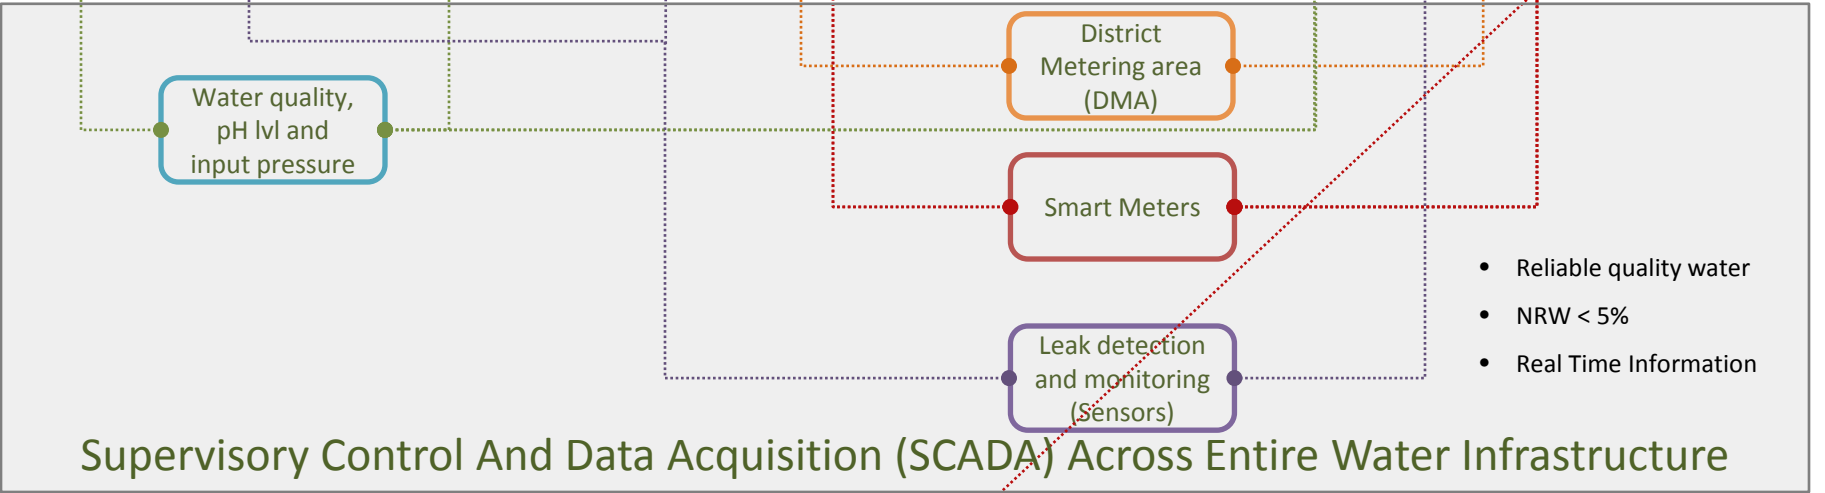 District
Metering area
(DMA)
Water quality,
pH lvl and
input pressure
Smart Meters
Leak detection
and monitoring
(Sensors)
• Reliable quality water
• NRW < 5%
• Real Time Information
Supervisory Control And Data Acquisition (SCADA) Across Entire Water Infrastructure